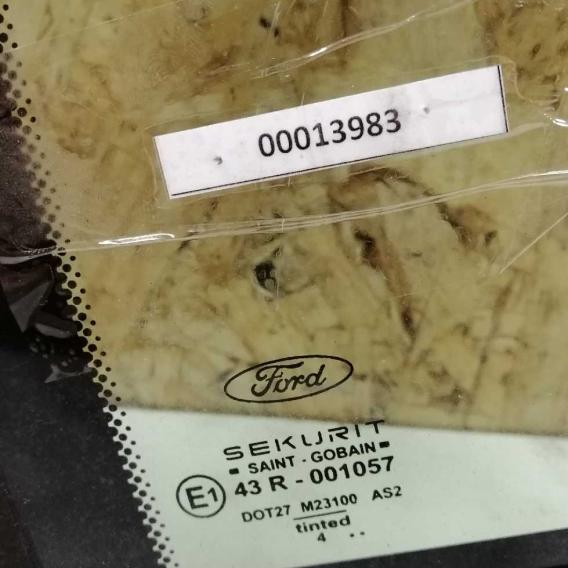 00013983
Ford
SEKURIT
SAINT - GOBAIN
E1 43 R - 001057
DOT27 M23100 AS2
tinted
4 ..